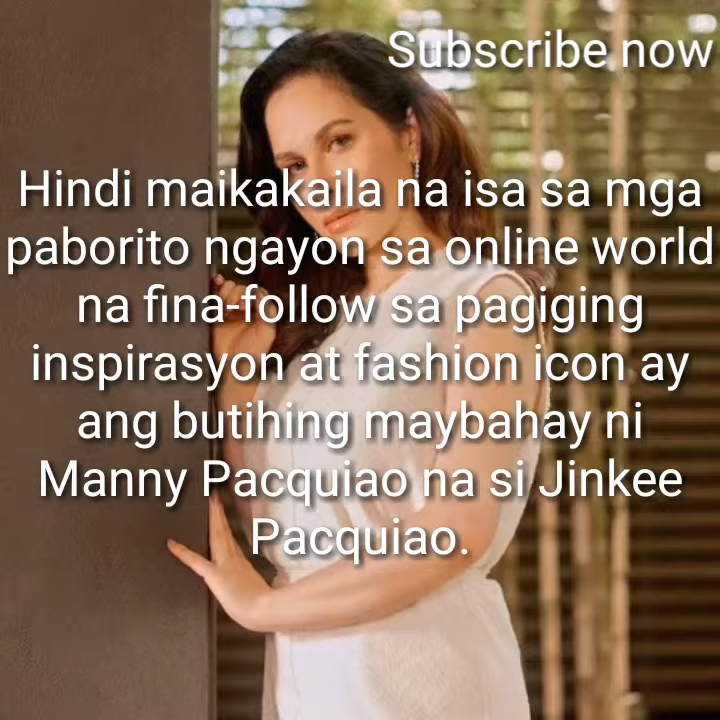 Subscribe now
Hindi maikakaila na isa sa mga
paborito ngayon sa online world
na fina-follow sa pagiging
inspirasyon at fashion icon ay
ang butihing maybahay ni
Manny Pacquiao na si Jinkee
Pacquiao.